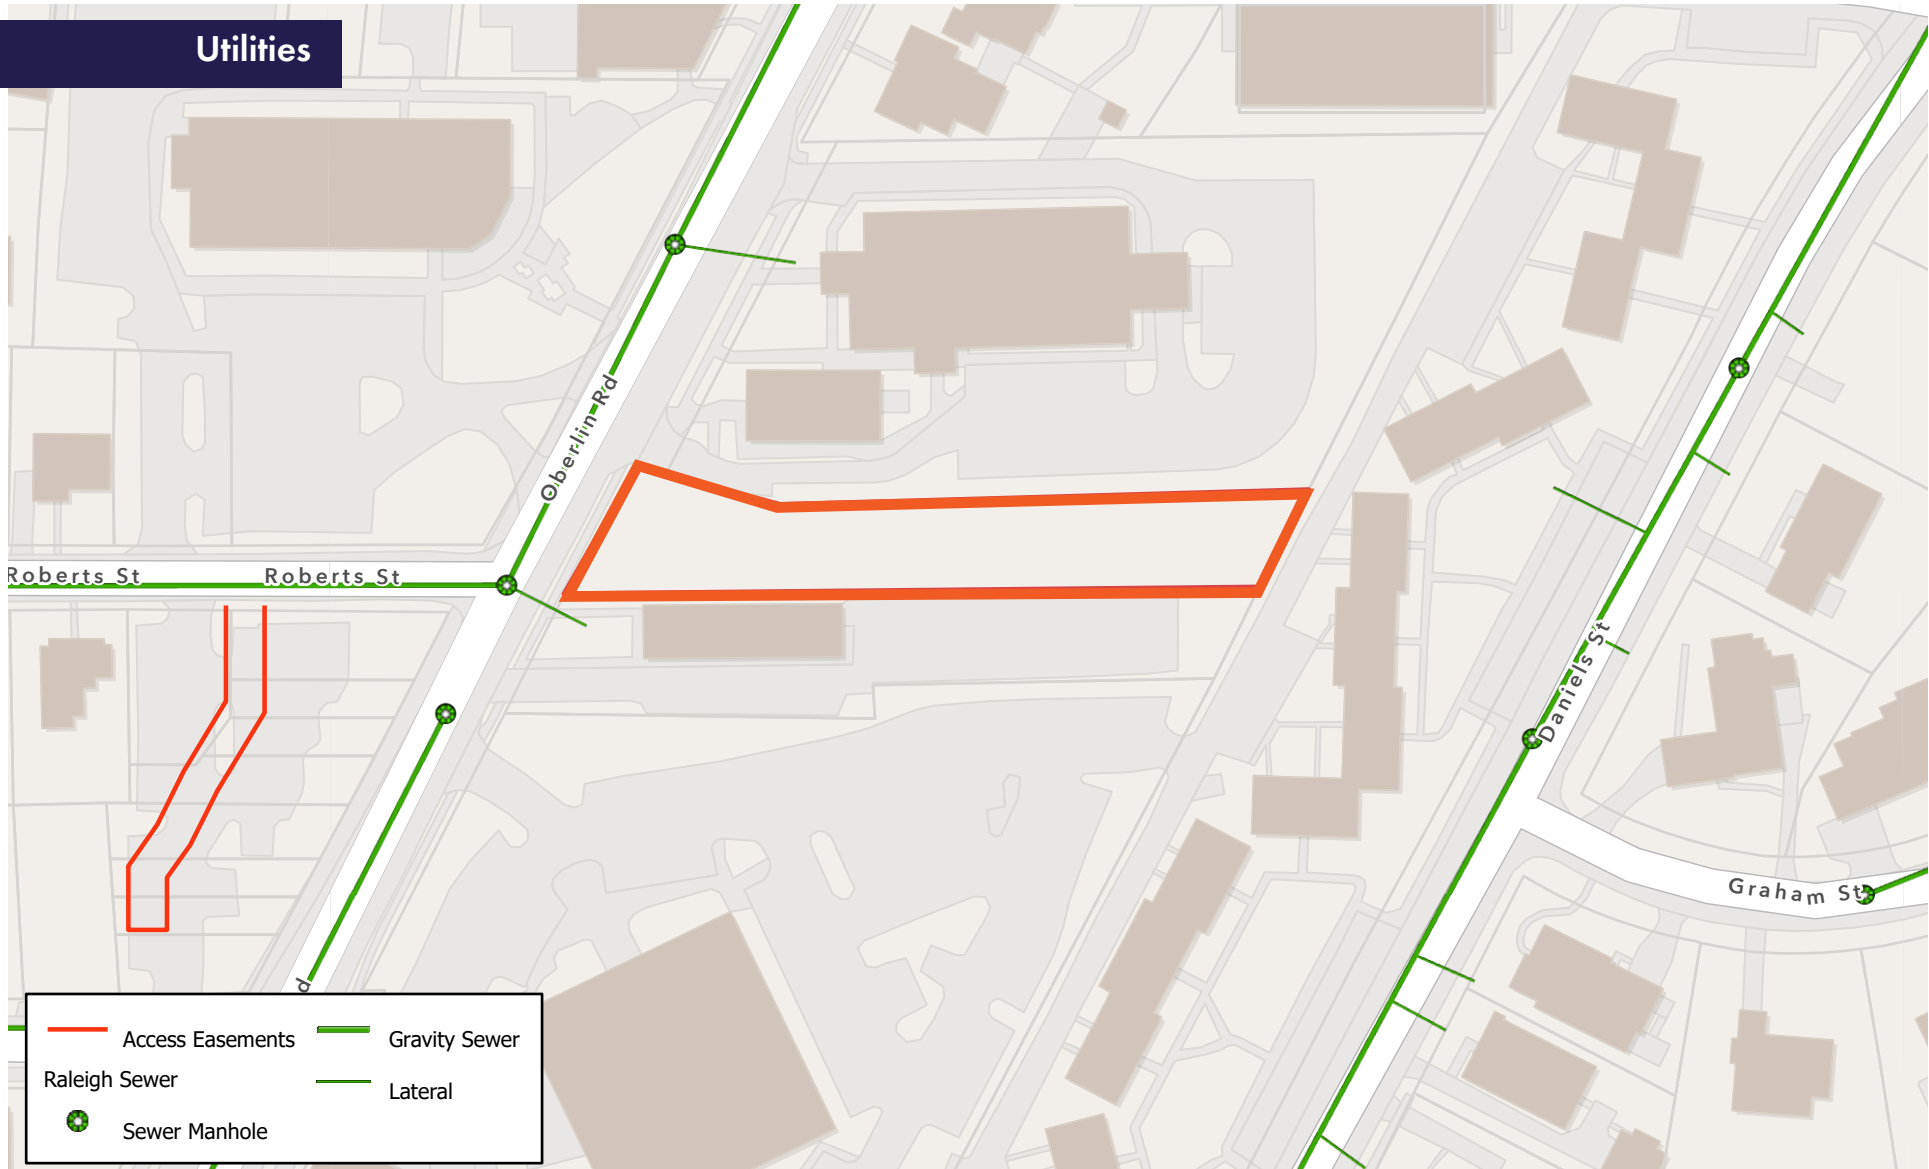 Utilities
Oberlin Rd
Roberts St
Roberts St
Daniels St
Graham St
d
Access Easements
Gravity Sewer
Raleigh Sewer
Lateral
Sewer Manhole